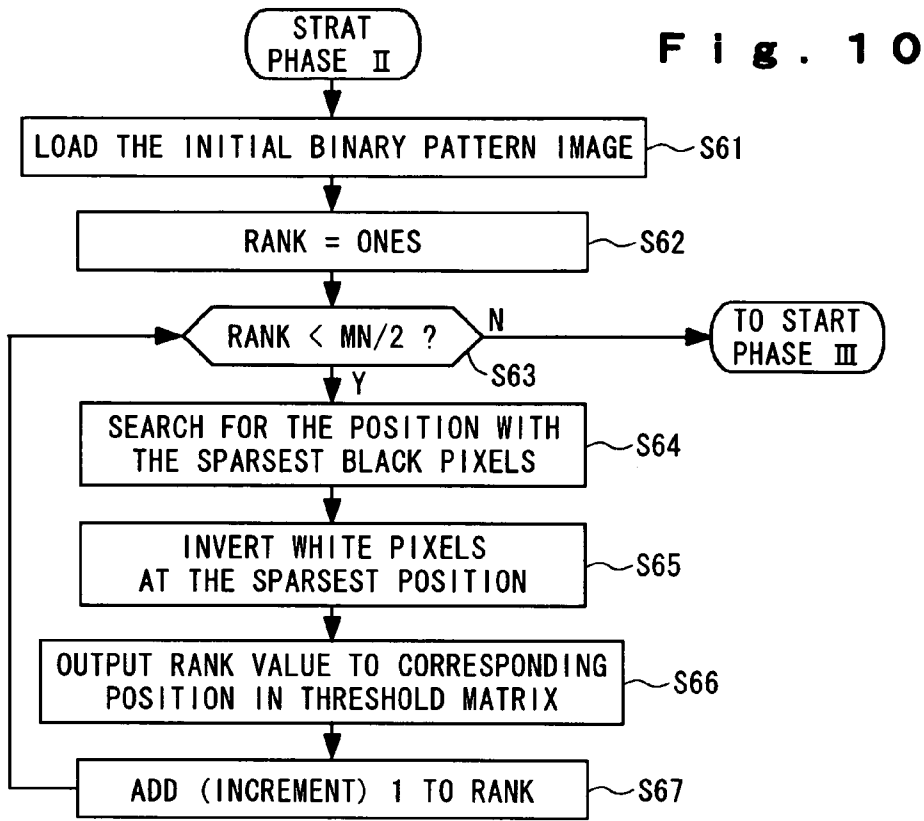 Fig. 10
STRAT
PHASE II
LOAD THE INITIAL BINARY PATTERN IMAGE
S61
RANK = ONES
S62
RANK < MN/2 ?
N
S63
Y
TO START
PHASE III
SEARCH FOR THE POSITION WITH
THE SPARSEST BLACK PIXELS
S64
INVERT WHITE PIXELS
AT THE SPARSEST POSITION
S65
OUTPUT RANK VALUE TO CORRESPONDING
POSITION IN THRESHOLD MATRIX
S66
ADD (INCREMENT) 1 TO RANK
S67